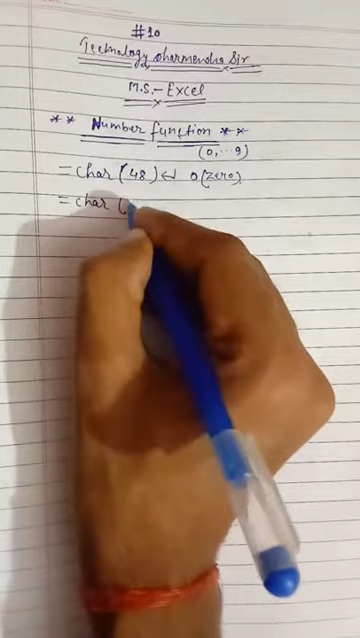 #10
Technology Dharmendra Sir
M.S.-Excel
** Number function **
(0,...9)
=char (48) ↵ 0(zero)
=char (